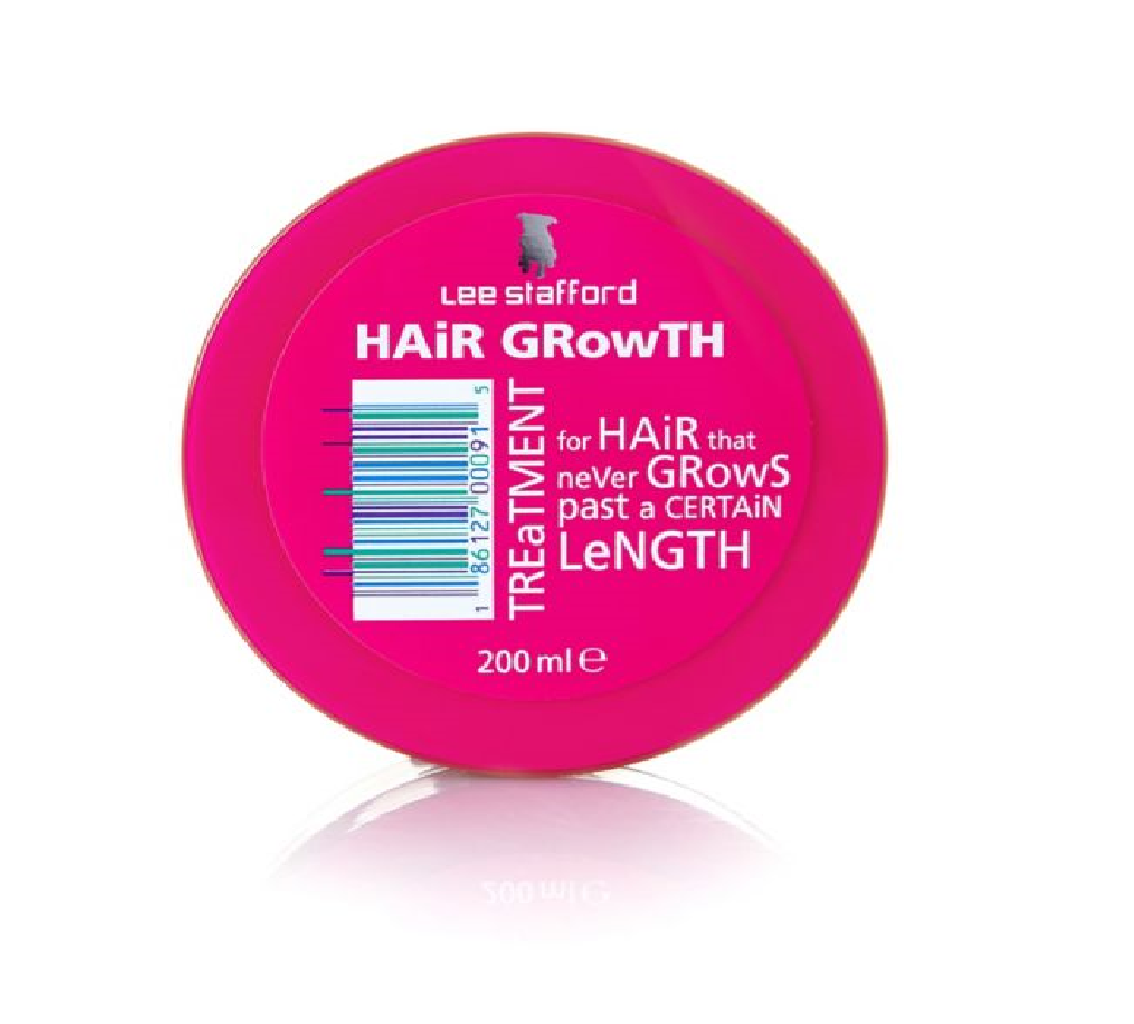 Lee stafford
HAiR GRowTH
TREaTMENT
for HAiR that
neVer GRowS
past a CERTAiN
LeNGTH
1 86127 00091 5
200 ml ℮